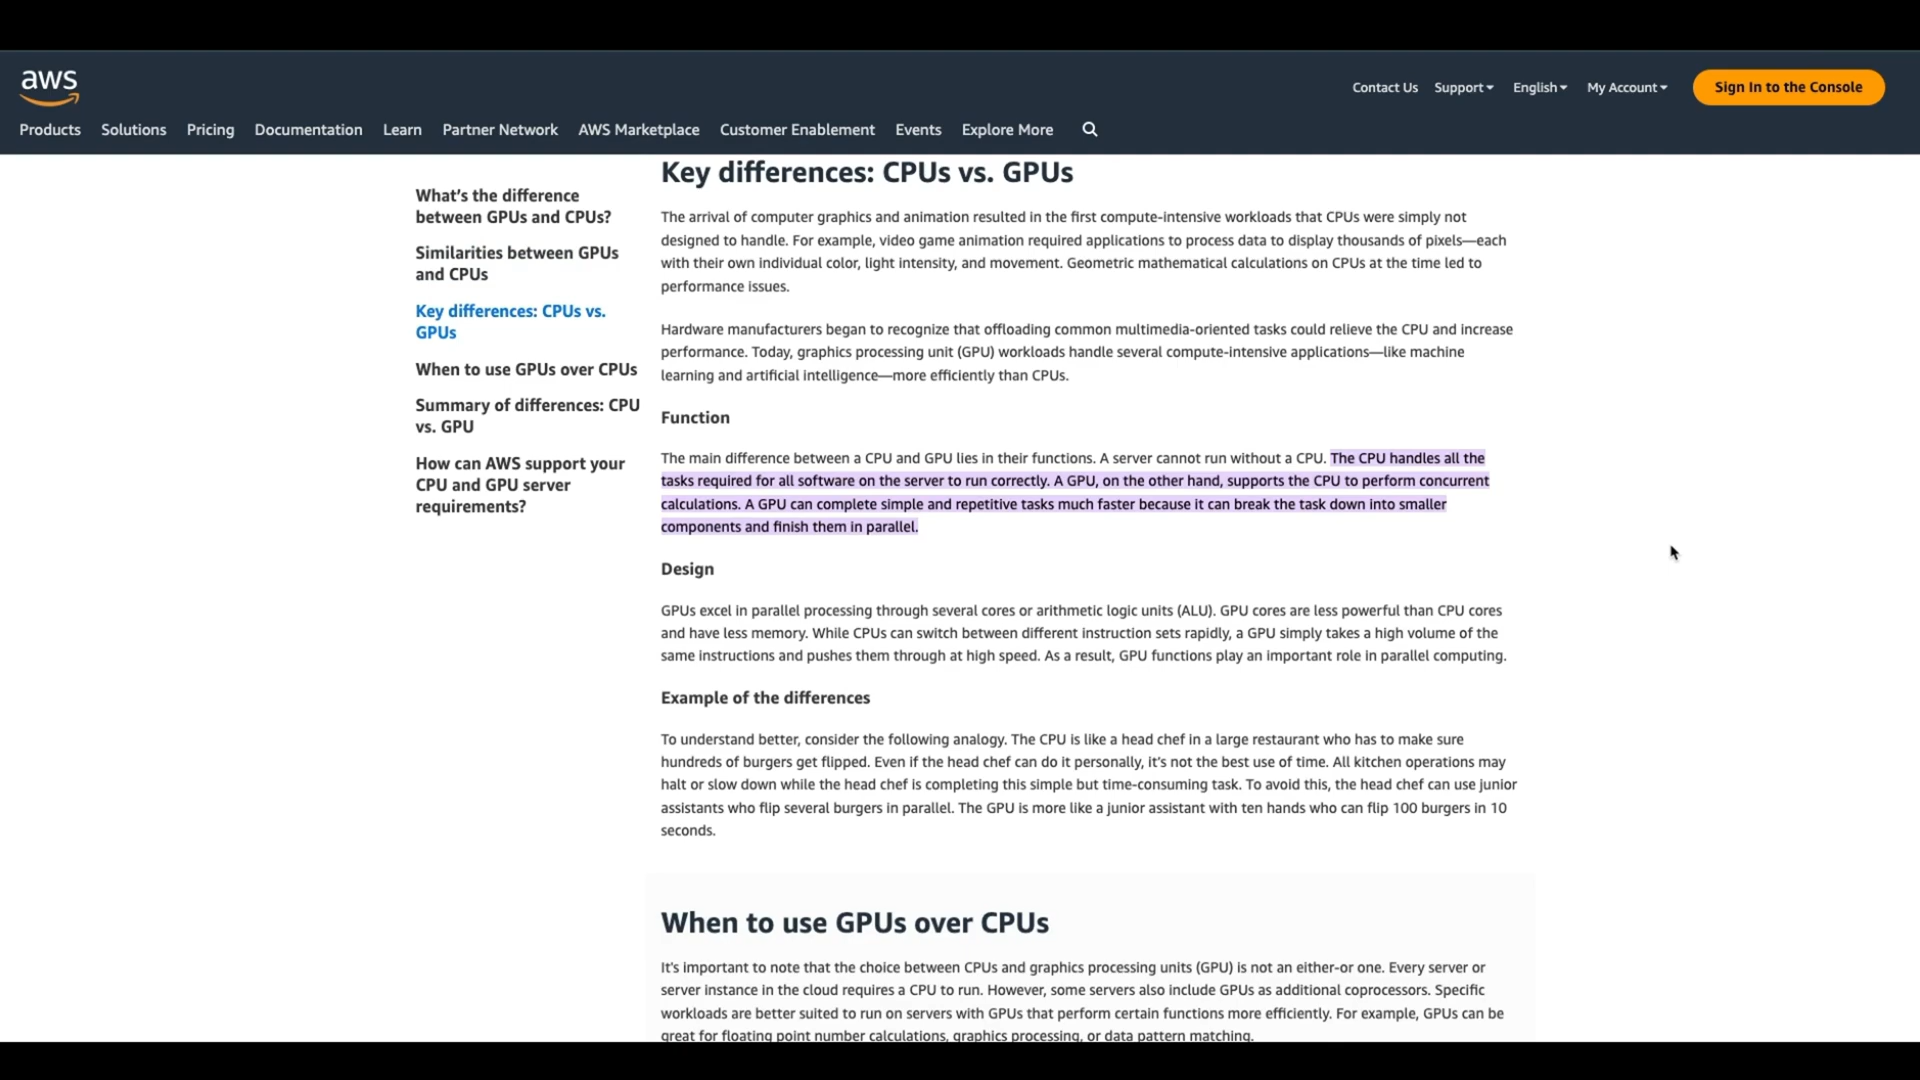 aws
Contact Us Support English My Account Sign In to the Console
Products Solutions Pricing Documentation Learn Partner Network AWS Marketplace Customer Enablement Events Explore More
What's the difference
between GPUs and CPUs?
Similarities between GPUs
and CPUs
Key differences: CPUs vs.
GPUs
When to use GPUs over CPUs
Summary of differences: CPU
vs. GPU
How can AWS support your
CPU and GPU server
requirements?
Key differences: CPUs vs. GPUs
The arrival of computer graphics and animation resulted in the first compute-intensive workloads that CPUs were simply not
designed to handle. For example, video game animation required applications to process data to display thousands of pixels—each
with their own individual color, light intensity, and movement. Geometric mathematical calculations on CPUs at the time led to
performance issues.
Hardware manufacturers began to recognize that offloading common multimedia-oriented tasks could relieve the CPU and increase
performance. Today, graphics processing unit (GPU) workloads handle several compute-intensive applications—like machine
learning and artificial intelligence—more efficiently than CPUs.
Function
The main difference between a CPU and GPU lies in their functions. A server cannot run without a CPU. The CPU handles all the
tasks required for all software on the server to run correctly. A GPU, on the other hand, supports the CPU to perform concurrent
calculations. A GPU can complete simple and repetitive tasks much faster because it can break the task down into smaller
components and finish them in parallel.
Design
GPUs excel in parallel processing through several cores or arithmetic logic units (ALU). GPU cores are less powerful than CPU cores
and have less memory. While CPUs can switch between different instruction sets rapidly, a GPU simply takes a high volume of the
same instructions and pushes them through at high speed. As a result, GPU functions play an important role in parallel computing.
Example of the differences
To understand better, consider the following analogy. The CPU is like a head chef in a large restaurant who has to make sure
hundreds of burgers get flipped. Even if the head chef can do it personally, it's not the best use of time. All kitchen operations may
halt or slow down while the head chef is completing this simple but time-consuming task. To avoid this, the head chef can use junior
assistants who flip several burgers in parallel. The GPU is more like a junior assistant with ten hands who can flip 100 burgers in 10
seconds.
When to use GPUs over CPUs
It's important to note that the choice between CPUs and graphics processing units (GPU) is not an either-or one. Every server or
server instance in the cloud requires a CPU to run. However, some servers also include GPUs as additional coprocessors. Specific
workloads are better suited to run on servers with GPUs that perform certain functions more efficiently. For example, GPUs can be
great for floating point number calculations, graphics processing, or data pattern matching.